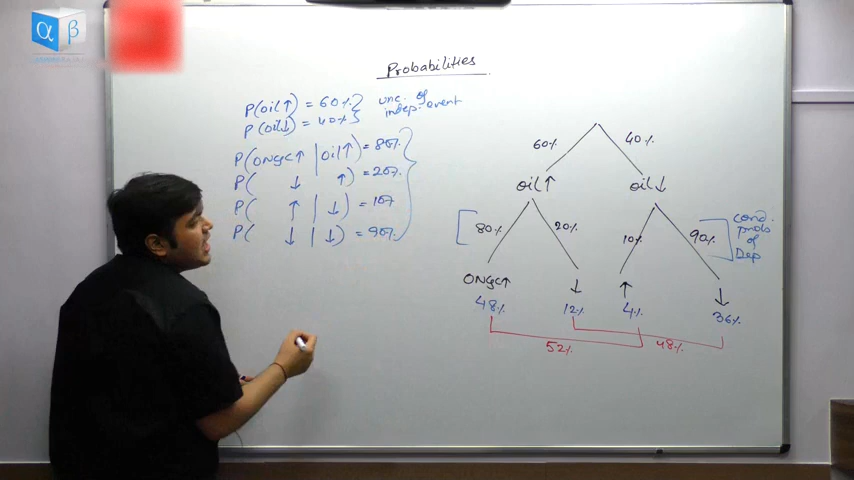 α β
Probabilities
P(oil↑) = 60% } unc. of
P(oil↓) = 40% } indep. event
P(ONGC↑ | oil↑) = 80%
P( ↓ ↑) = 20%
P( ↑ | ↓) = 10%
P( ↓ | ↓) = 90%
60% 40%
oil↑ oil↓
80% 20% 10% 90%
cond.
probs
of
Dep
ONGC↑ ↓ ↑ ↓
48% 12% 4% 36%
52% 48%